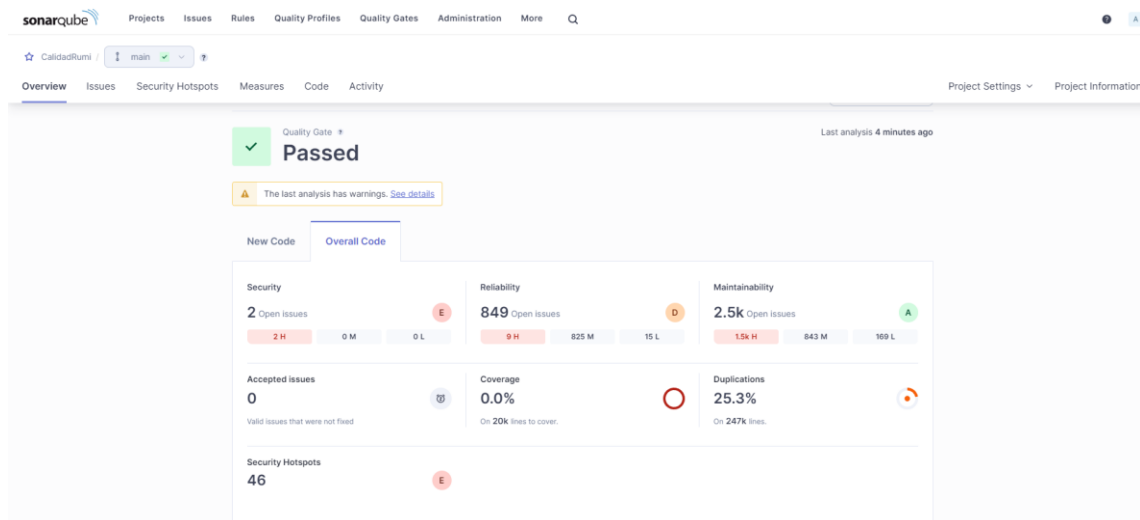 sonarqube Projects Issues Rules Quality Profiles Quality Gates Administration More ? A
CalidadRumi / main ?
Overview Issues Security Hotspots Measures Code Activity Project Settings Project Information
Quality Gate ?
Passed
Last analysis 4 minutes ago
The last analysis has warnings. See details
New Code Overall Code
Security
2 Open issues E
2 H 0 M 0 L
Reliability
849 Open issues D
9 H 825 M 15 L
Maintainability
2.5k Open issues A
1.5k H 843 M 169 L
Accepted issues
0
Valid issues that were not fixed
Coverage
0.0%
On 20k lines to cover.
Duplications
25.3%
On 247k lines.
Security Hotspots
46 E